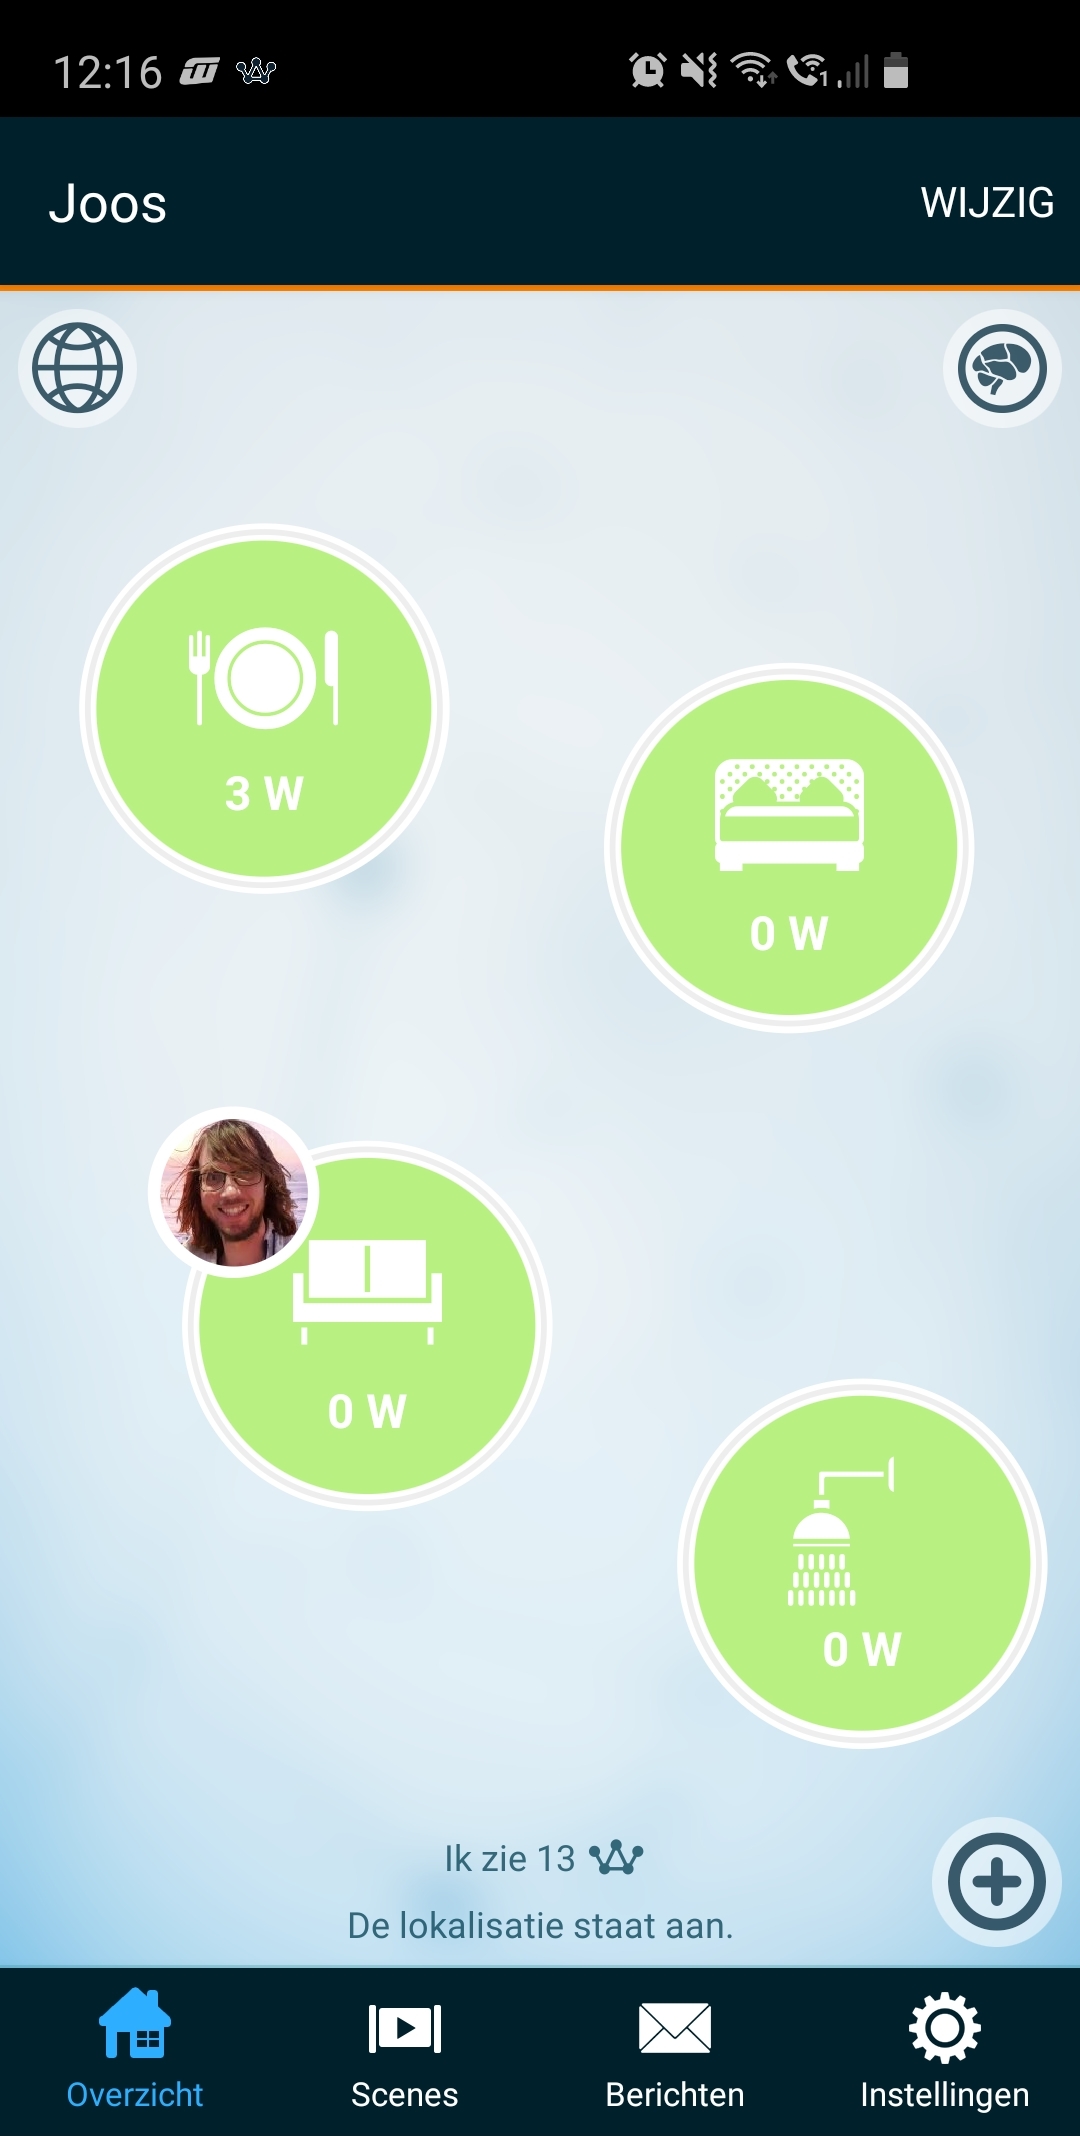 12:16
1
Joos
WIJZIG
3 W
0 W
0 W
0 W
Ik zie 13
De lokalisatie staat aan.
Overzicht
Scenes
Berichten
Instellingen